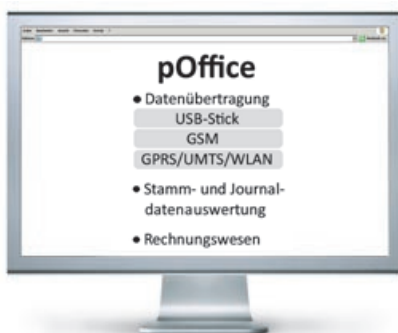 pOffice
• Datenübertragung
USB-Stick
GSM
GPRS/UMTS/WLAN
• Stamm- und Journal-
datenauswertung
• Rechnungswesen